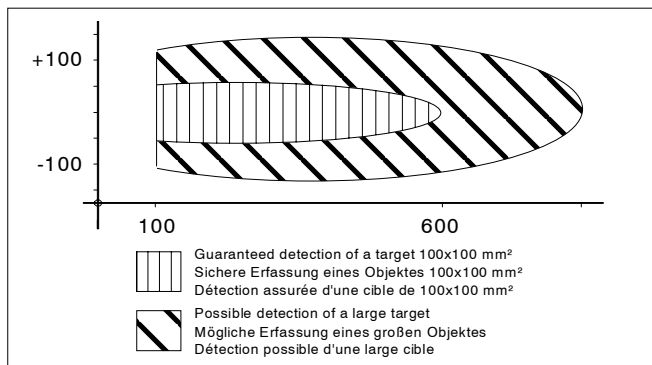 +100
-100
100 600
Guaranteed detection of a target 100x100 mm²
Sichere Erfassung eines Objektes 100x100 mm²
Détection assurée d'une cible de 100x100 mm²
Possible detection of a large target
Mögliche Erfassung eines großen Objektes
Détection possible d'une large cible